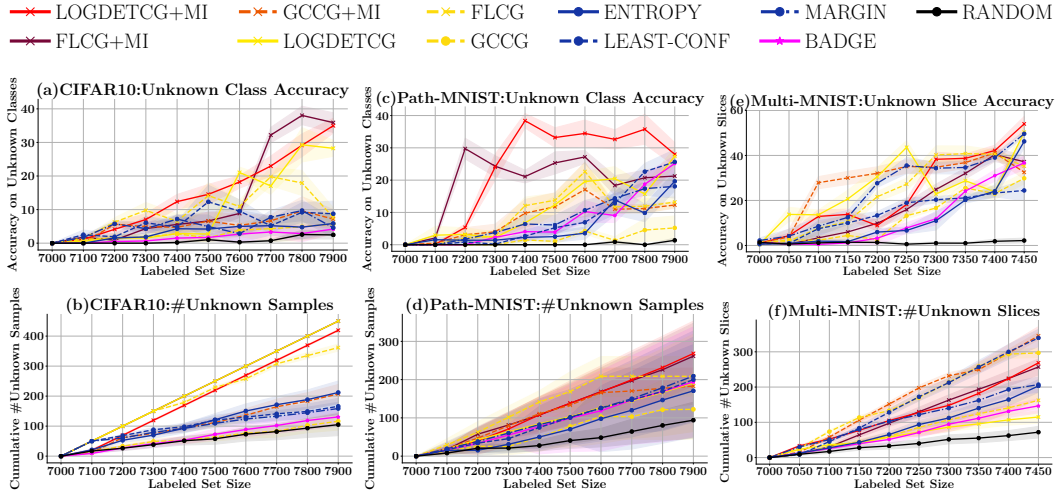 LOGDETCG+MI GCCG+MI FLCG ENTROPY MARGIN RANDOM
FLCG+MI LOGDETCG GCCG LEAST-CONF BADGE
(a)CIFAR10:Unknown Class Accuracy
Accuracy on Unknown Classes
40
30
20
10
0
7000 7100 7200 7300 7400 7500 7600 7700 7800 7900
Labeled Set Size
(c)Path-MNIST:Unknown Class Accuracy
Accuracy on Unknown Classes
40
30
20
10
0
7000 7100 7200 7300 7400 7500 7600 7700 7800 7900
Labeled Set Size
(e)Multi-MNIST:Unknown Slice Accuracy
Accuracy on Unknown Slices
60
40
20
0
7000 7050 7100 7150 7200 7250 7300 7350 7400 7450
Labeled Set Size
(b)CIFAR10:#Unknown Samples
Cumulative #Unknown Samples
400
300
200
100
0
7000 7100 7200 7300 7400 7500 7600 7700 7800 7900
Labeled Set Size
(d)Path-MNIST:#Unknown Samples
Cumulative #Unknown Samples
300
200
100
0
7000 7100 7200 7300 7400 7500 7600 7700 7800 7900
Labeled Set Size
(f)Multi-MNIST:#Unknown Slices
Cumulative #Unknown Slices
300
200
100
0
7000 7050 7100 7150 7200 7250 7300 7350 7400 7450
Labeled Set Size